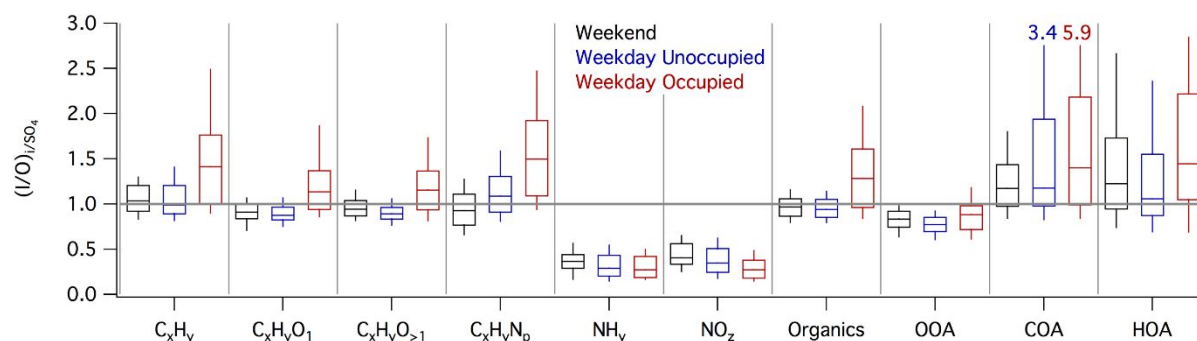 3.0
2.5
2.0
1.5
1.0
0.5
0.0
(I/O)i/SO4
Weekend
Weekday Unoccupied
Weekday Occupied
3.4 5.9
CxHy CxHyO1 CxHyO>1 CxHyNp NHy NOz Organics OOA COA HOA